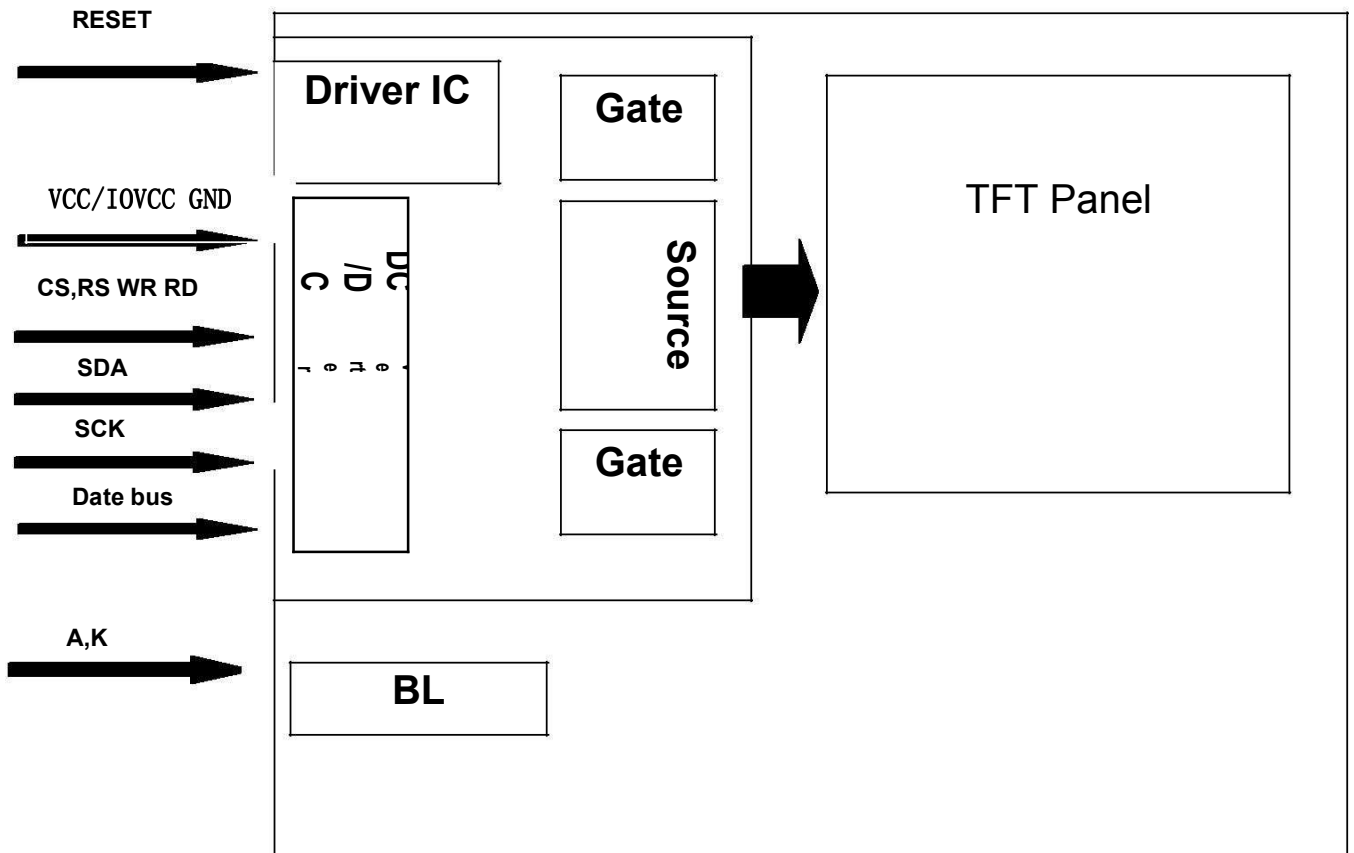 RESET
Driver IC
Gate
VCC/IOVCC GND
TFT Panel
DC
/D
C
Source
CS,RS WR RD
SDA
SCK
Gate
Date bus
A,K
BL